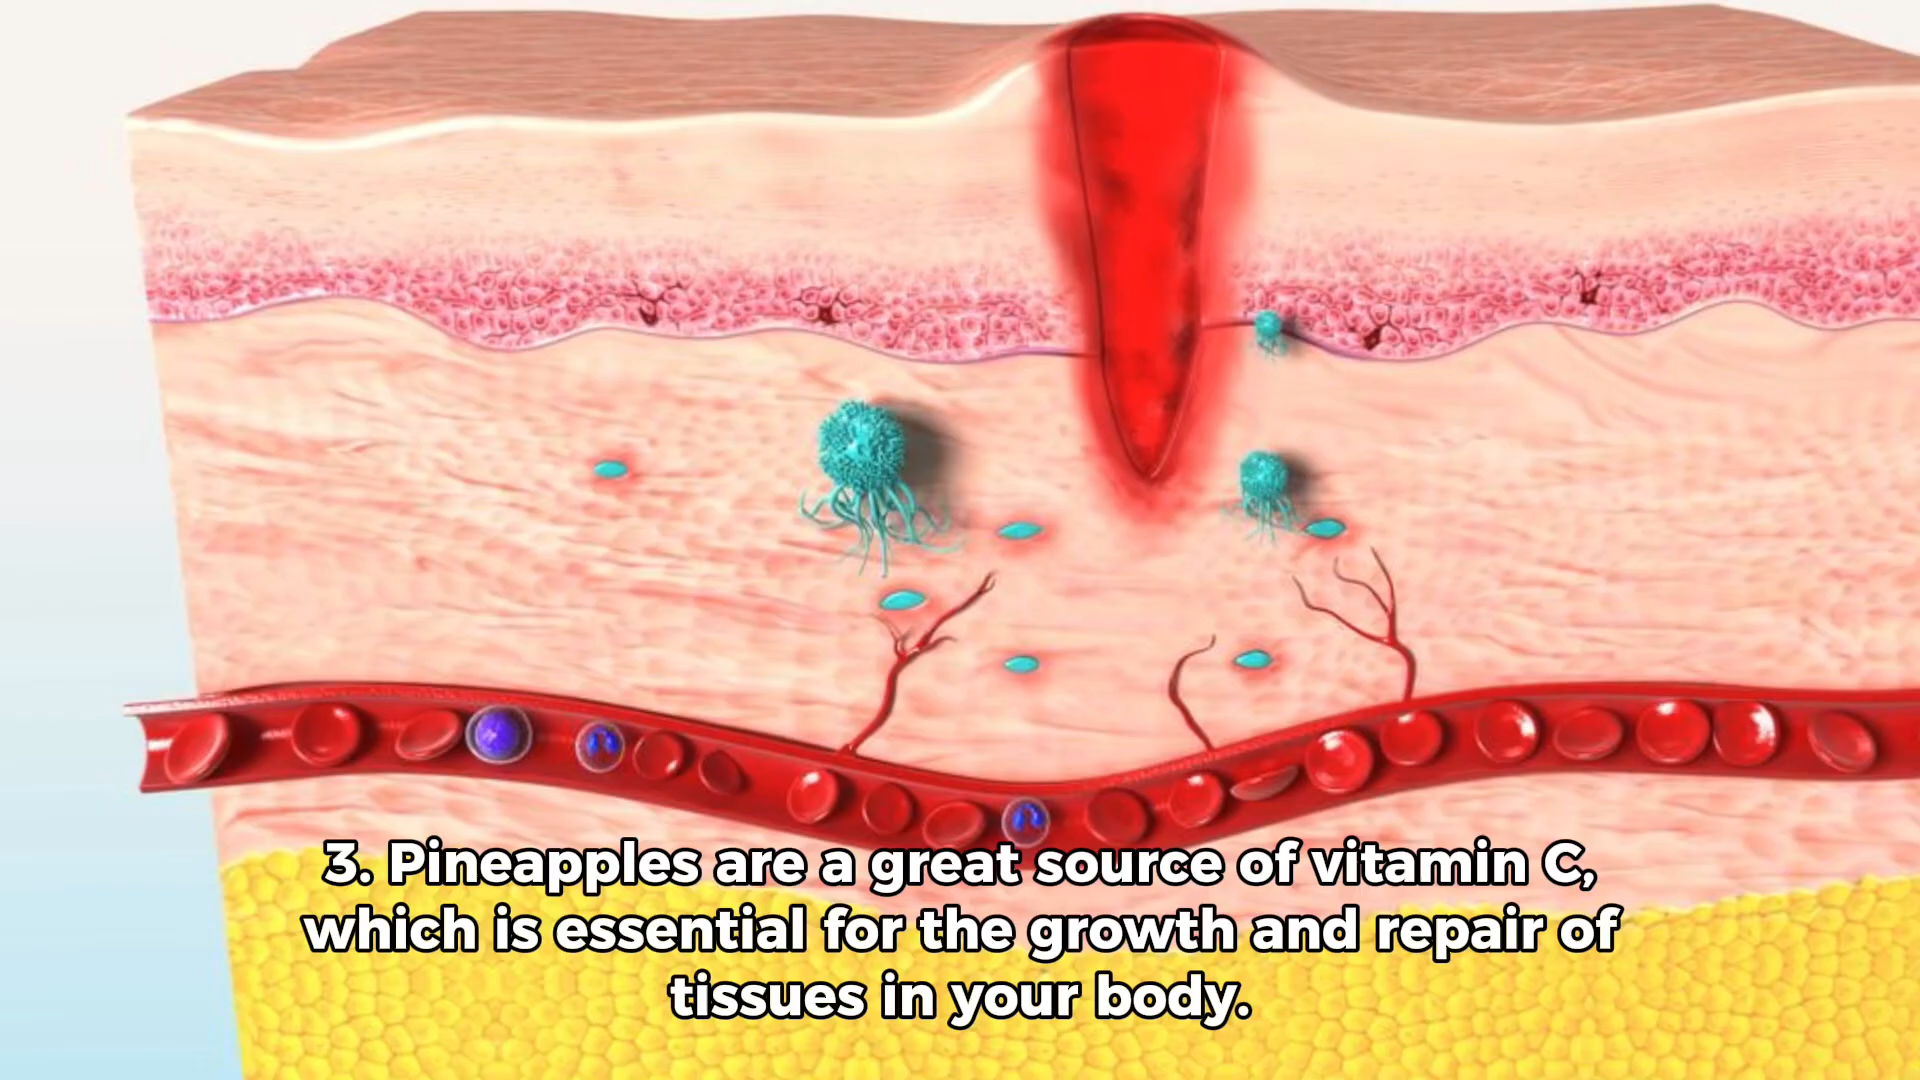 3. Pineapples are a great source of vitamin C,
which is essential for the growth and repair of
tissues in your body.